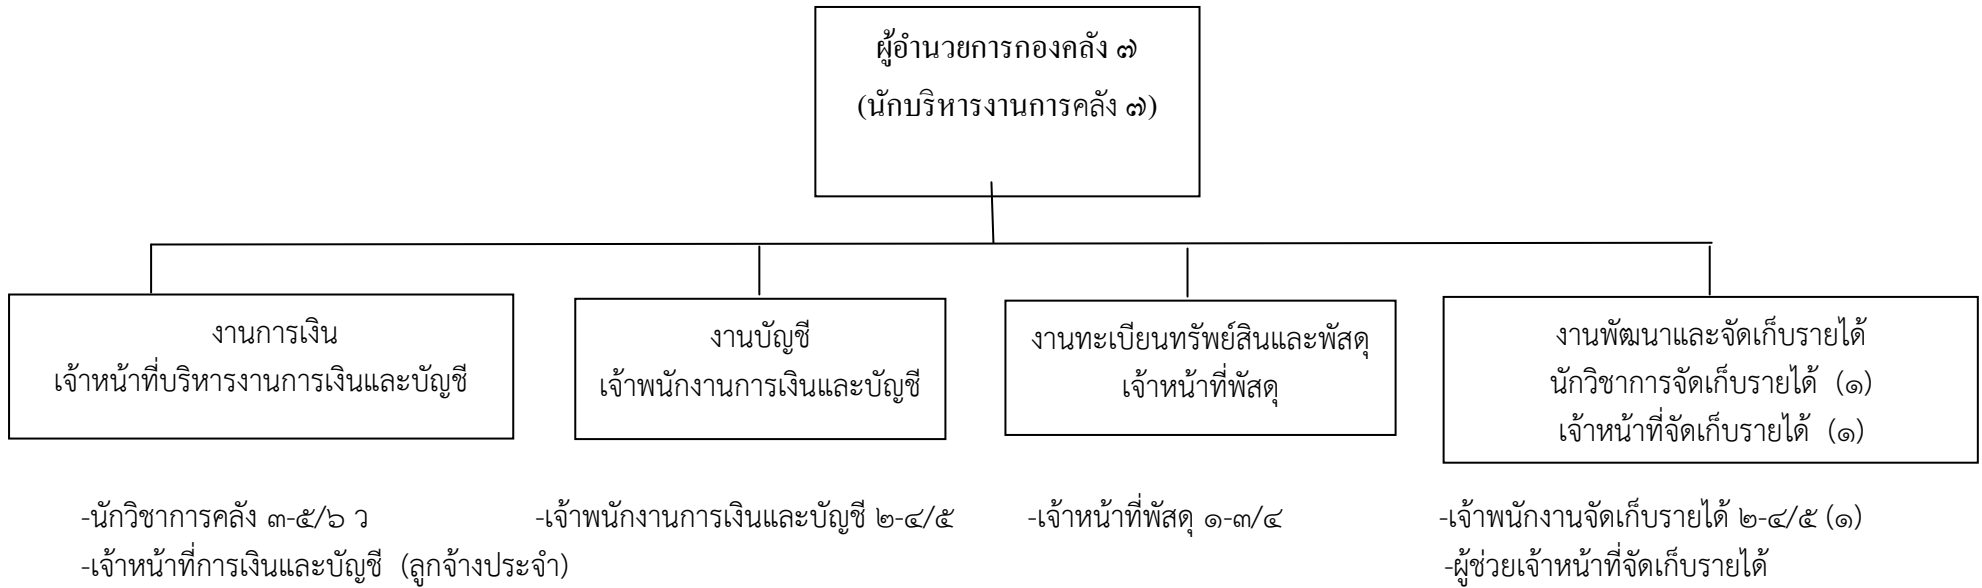 ผู้อำนวยการกองคลัง ๗
(นักบริหารงานการคลัง ๗)
งานการเงิน
เจ้าหน้าที่บริหารงานการเงินและบัญชี
งานบัญชี
เจ้าพนักงานการเงินและบัญชี
งานทะเบียนทรัพย์สินและพัสดุ
เจ้าหน้าที่พัสดุ
งานพัฒนาและจัดเก็บรายได้
นักวิชาการจัดเก็บรายได้ (๑)
เจ้าหน้าที่จัดเก็บรายได้ (๑)
-นักวิชาการคลัง ๓-๕/๖ ว
-เจ้าหน้าที่การเงินและบัญชี (ลูกจ้างประจำ)
-เจ้าพนักงานการเงินและบัญชี ๒-๔/๕
-เจ้าหน้าที่พัสดุ ๑-๓/๔
-เจ้าพนักงานจัดเก็บรายได้ ๒-๔/๕ (๑)
-ผู้ช่วยเจ้าหน้าที่จัดเก็บรายได้